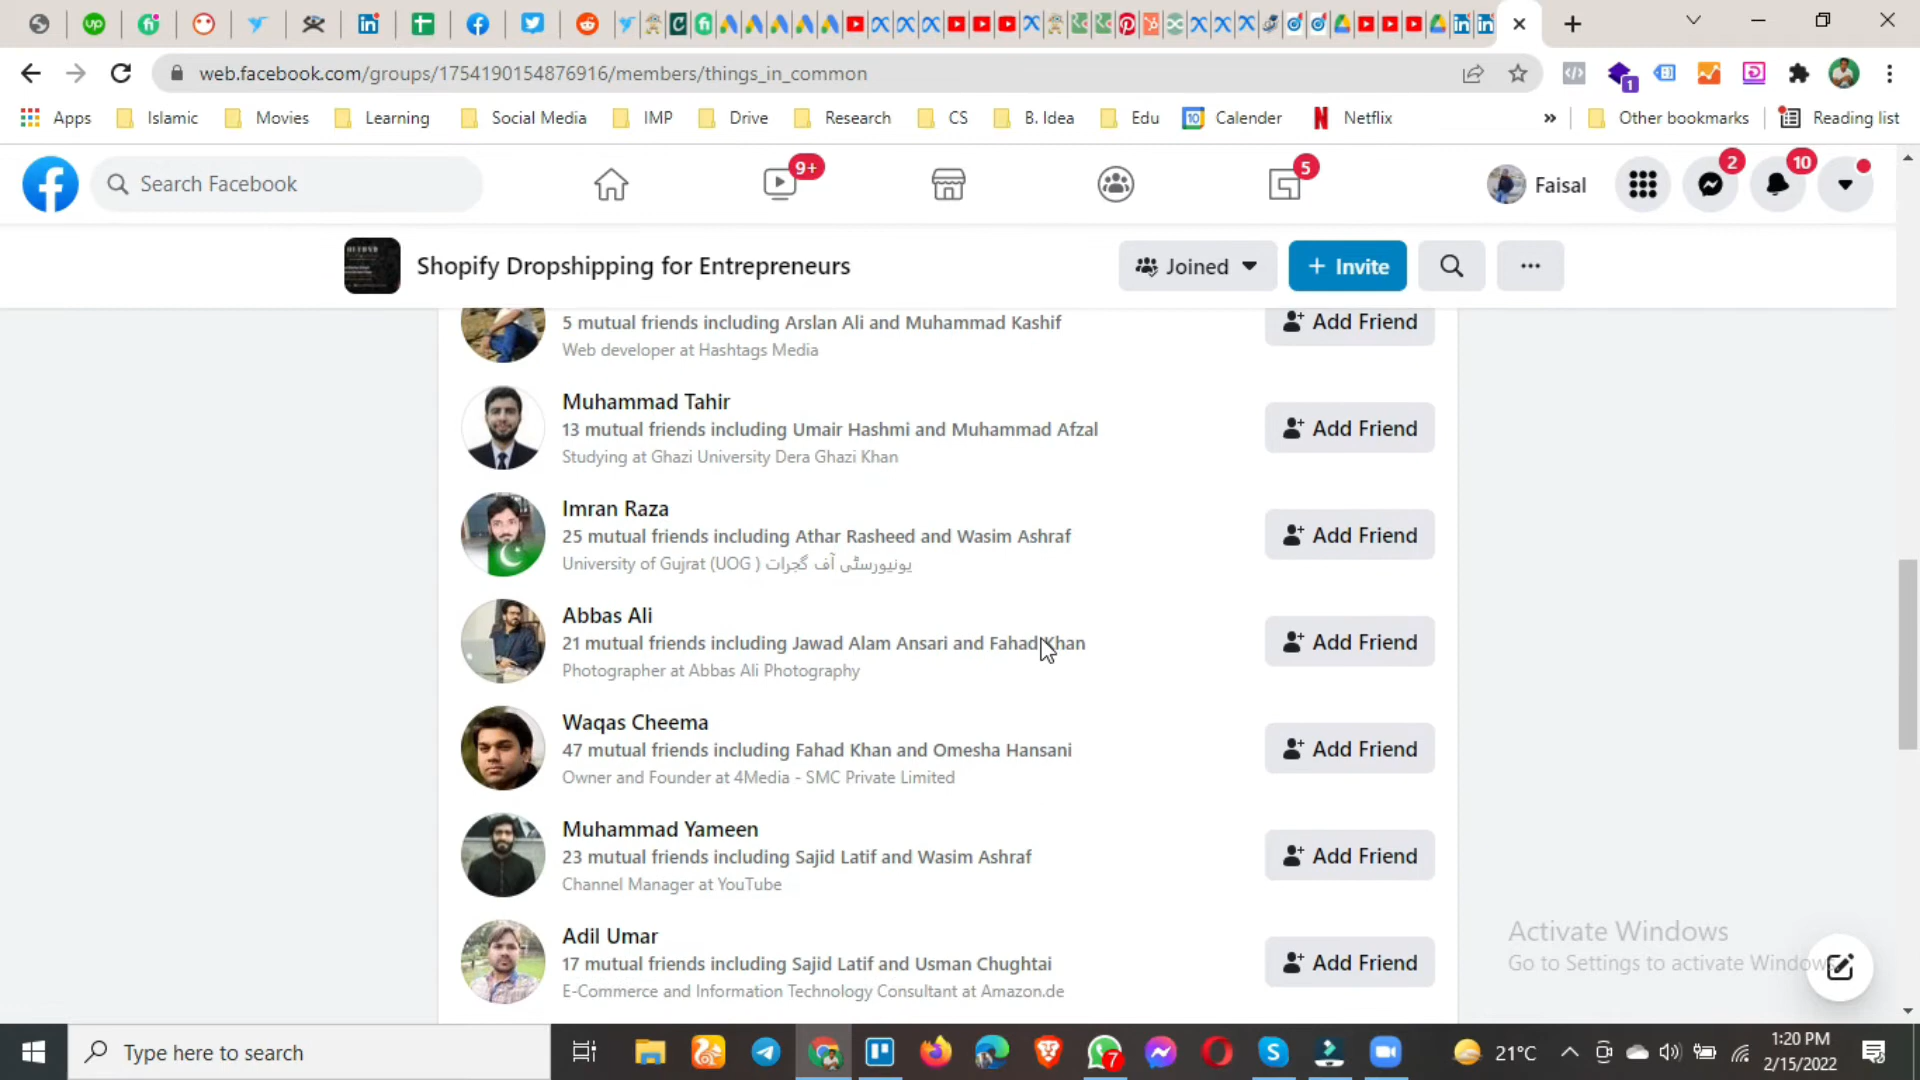 web.facebook.com/groups/1754190154876916/members/things_in_common
1
Apps
Islamic
Movies
Learning
Social Media
IMP
Drive
Research
CS
B. Idea
Edu
10
Calender
Netflix
»
Other bookmarks
Reading list
Search Facebook
9+
5
Faisal
2
10
Shopify Dropshipping for Entrepreneurs
Joined
+ Invite
5 mutual friends including Arslan Ali and Muhammad Kashif
Web developer at Hashtags Media
Add Friend
Muhammad Tahir
13 mutual friends including Umair Hashmi and Muhammad Afzal
Studying at Ghazi University Dera Ghazi Khan
Add Friend
Imran Raza
25 mutual friends including Athar Rasheed and Wasim Ashraf
University of Gujrat (UOG ) یونیورسٹی آف گجرات
Add Friend
Abbas Ali
21 mutual friends including Jawad Alam Ansari and Fahad Khan
Photographer at Abbas Ali Photography
Add Friend
Waqas Cheema
47 mutual friends including Fahad Khan and Omesha Hansani
Owner and Founder at 4Media - SMC Private Limited
Add Friend
Muhammad Yameen
23 mutual friends including Sajid Latif and Wasim Ashraf
Channel Manager at YouTube
Add Friend
Adil Umar
17 mutual friends including Sajid Latif and Usman Chughtai
E-Commerce and Information Technology Consultant at Amazon.de
Add Friend
Activate Windows
Go to Settings to activate Windows
Type here to search
7
21°C
1:20 PM
2/15/2022